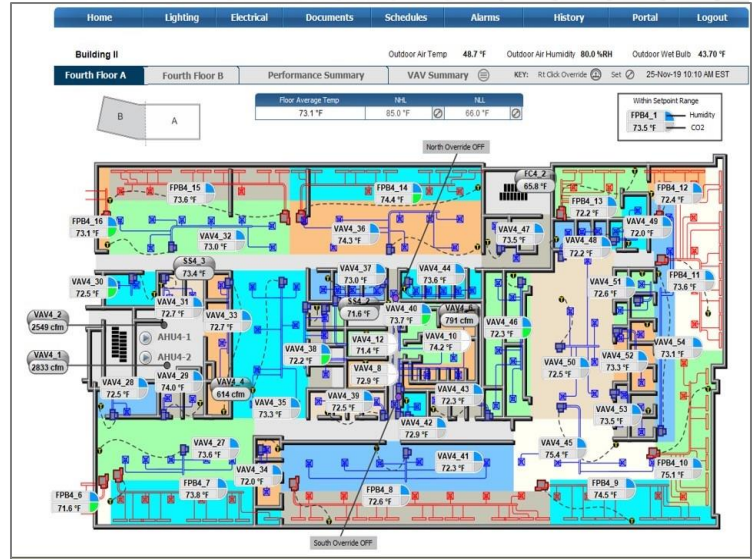 Home Lighting Electrical Documents Schedules Alarms History Portal Logout
Building II
Outdoor Air Temp 48.7 °F Outdoor Air Humidity 80.0 %RH Outdoor Wet Bulb 43.70 °F
Fourth Floor A Fourth Floor B Performance Summary VAV Summary KEY: Rt Click Override Set 25-Nov-19 10:10 AM EST
B
A
Floor Average Temp NHL NLL
73.1 °F 85.0 °F 66.0 °F
Within Setpoint Range
FPB4_1 Humidity
73.5 °F CO2
North Override OFF
FC4_2
65.8 °F
FPB4_15
73.6 °F
FPB4_14
74.4 °F
FPB4_13
72.2 °F
FPB4_12
72.4 °F
FPB4_16
73.1 °F
VAV4_32
73.0 °F
VAV4_36
74.3 °F
VAV4_47
73.5 °F
VAV4_48
72.2 °F
VAV4_49
72.0 °F
SS4_3
73.4 °F
VAV4_30
72.5 °F
VAV4_37
73.0 °F
VAV4_44
73.6 °F
VAV4_51
72.6 °F
FPB4_11
73.6 °F
VAV4_31
72.7 °F
VAV4_33
72.7 °F
SS4_2
71.6 °F
VAV4_40
73.7 °F
791 cfm
VAV4_46
72.3 °F
VAV4_2
2549 cfm
AHU4-1
VAV4_12
71.4 °F
VAV4_10
74.2 °F
VAV4_38
72.2 °F
VAV4_54
73.1 °F
VAV4_52
73.3 °F
VAV4_1
2833 cfm
AHU4-2
VAV4_8
72.9 °F
VAV4_50
72.5 °F
VAV4_28
72.5 °F
VAV4_29
74.0 °F
VAV4_4
614 cfm
VAV4_39
72.5 °F
VAV4_43
72.3 °F
VAV4_35
73.3 °F
VAV4_53
73.5 °F
VAV4_42
72.9 °F
VAV4_27
73.6 °F
VAV4_45
75.4 °F
VAV4_41
72.3 °F
VAV4_34
72.0 °F
FPB4_10
75.1 °F
FPB4_7
73.8 °F
FPB4_8
72.6 °F
FPB4_9
74.5 °F
FPB4_6
71.6 °F
South Override OFF